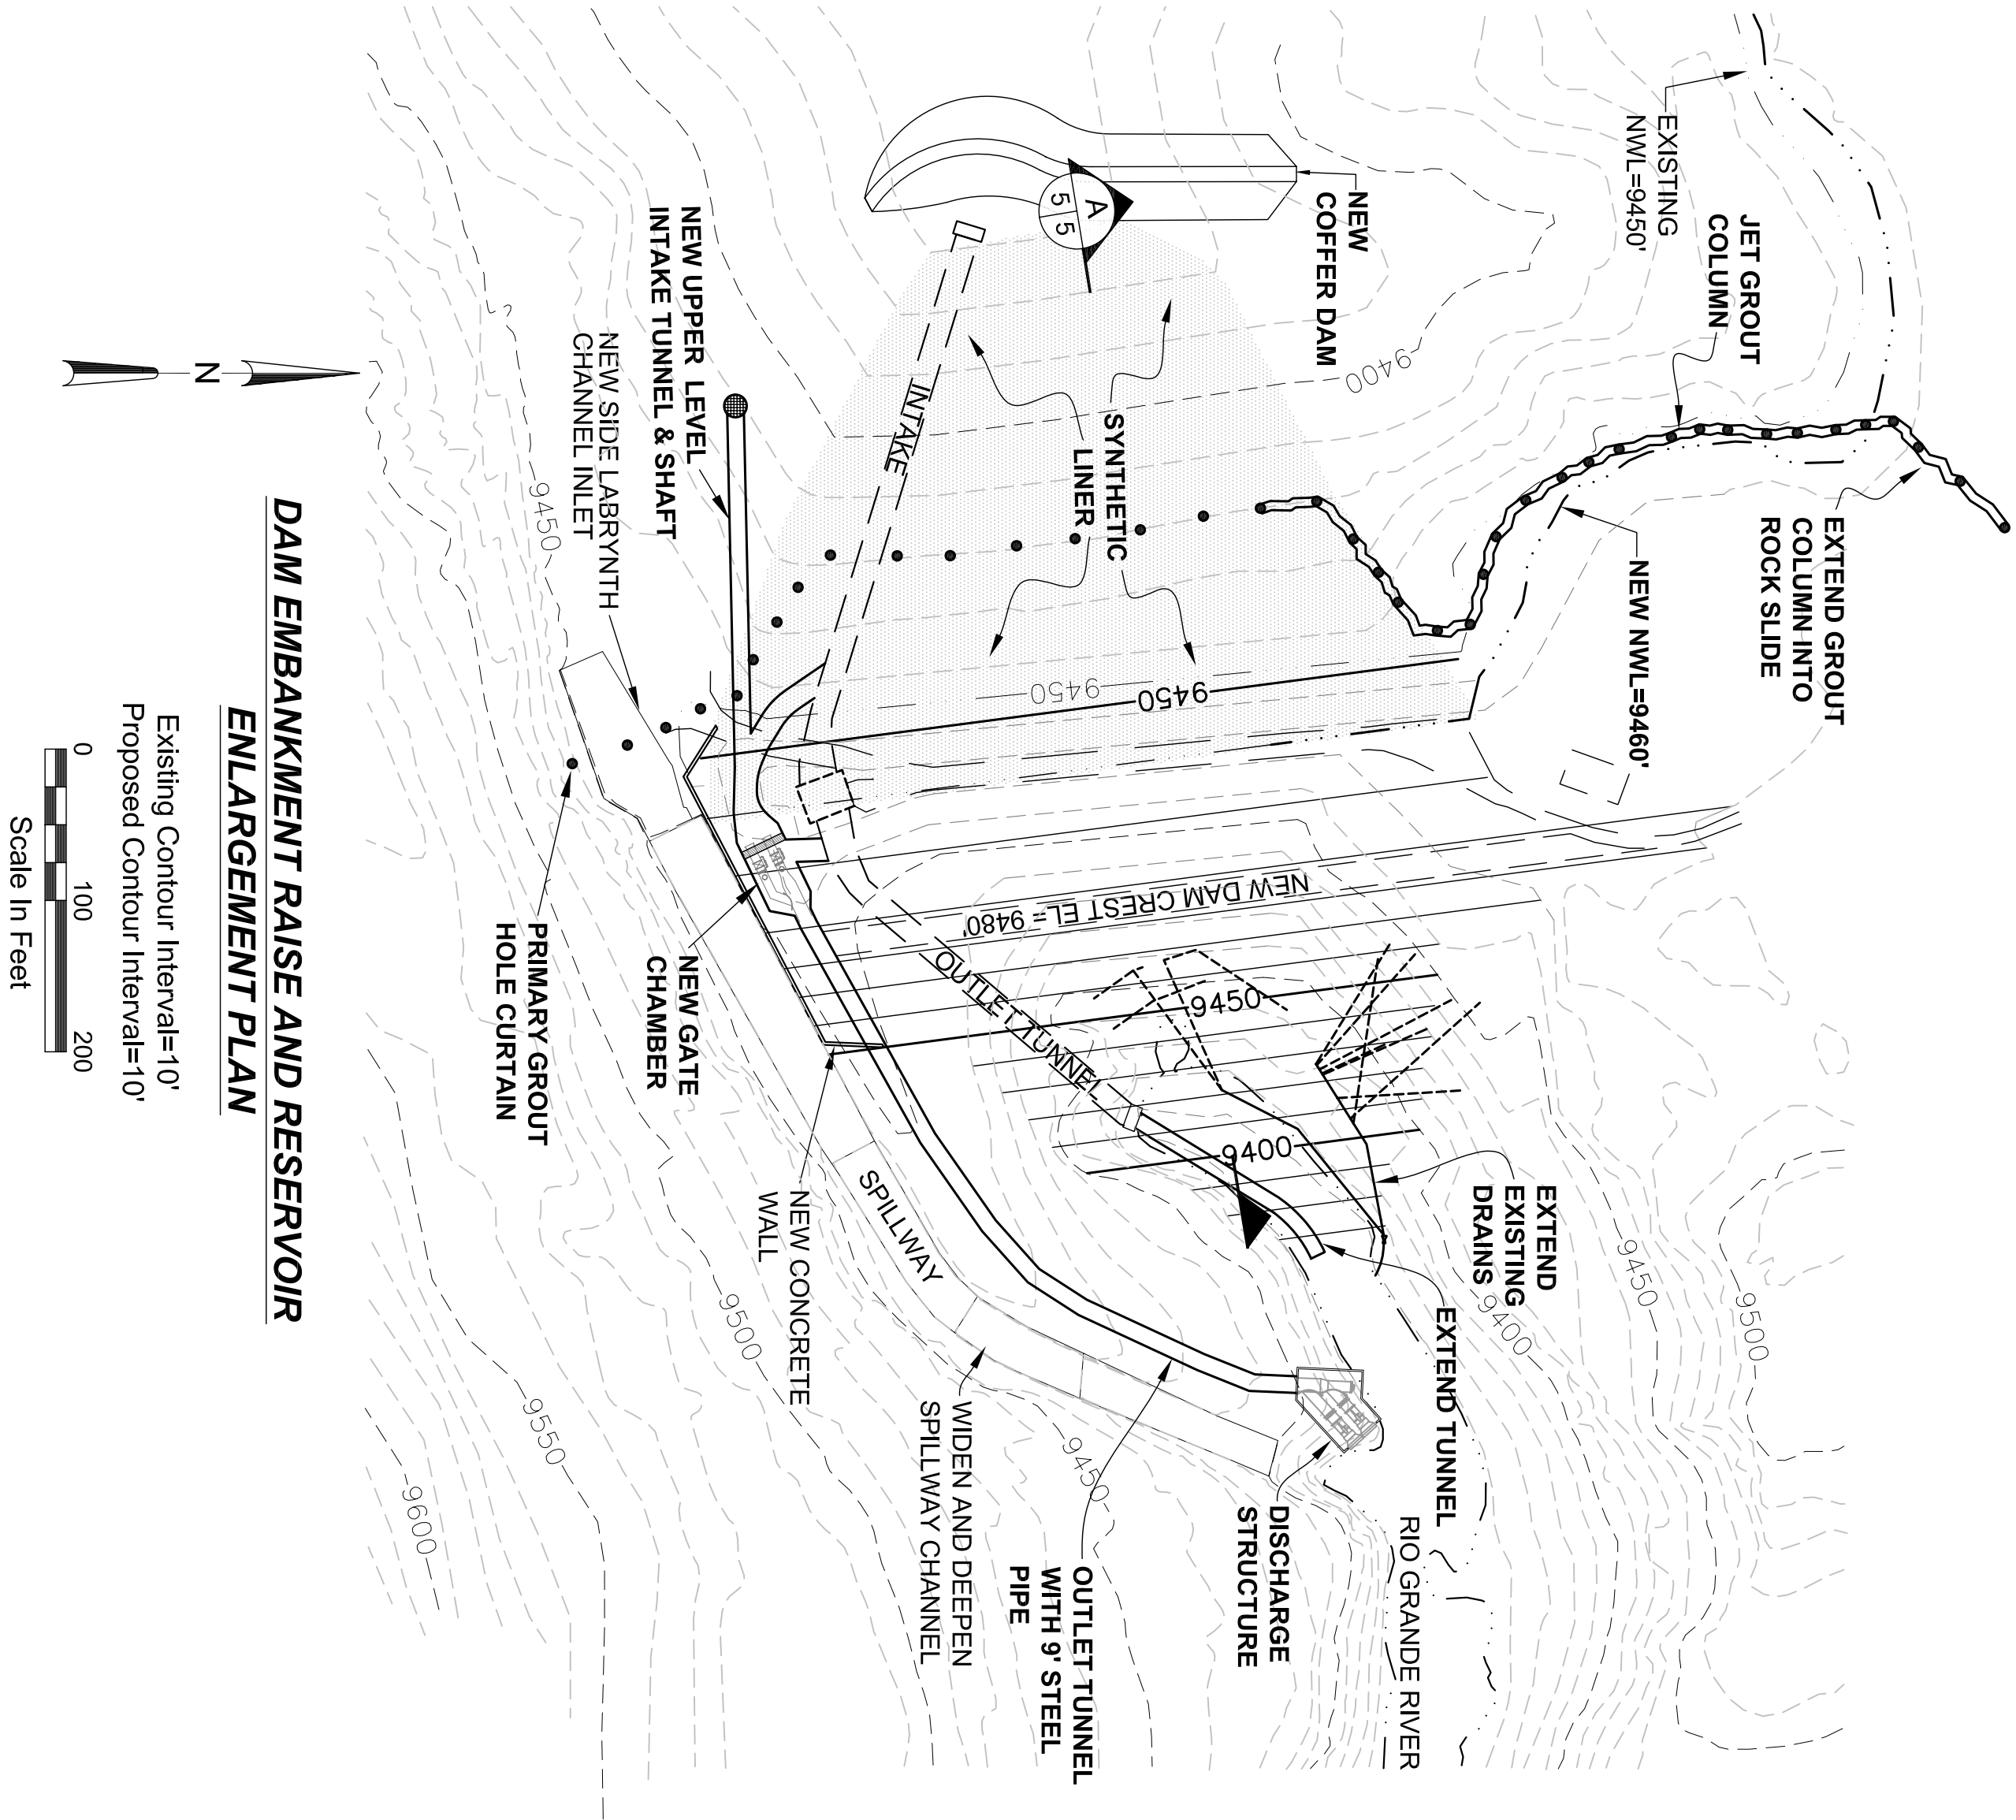 EXISTING
NWL=9450'
JET GROUT
COLUMN
EXTEND GROUT
COLUMN INTO
ROCK SLIDE
NEW NWL=9460'
NEW
COFFER DAM
A
5
5
9400
SYNTHETIC
LINER
INTAKE
NEW UPPER LEVEL
INTAKE TUNNEL & SHAFT
NEW SIDE LABRYNTH
CHANNEL INLET
9450
9450
9450
NEW DAM CREST EL= 9480'
OUTLET TUNNEL
9450
9400
EXTEND
EXISTING
DRAINS
9400
9450
9500
EXTEND TUNNEL
RIO GRANDE RIVER
DISCHARGE
STRUCTURE
OUTLET TUNNEL
WITH 9' STEEL
PIPE
WIDEN AND DEEPEN
SPILLWAY CHANNEL
9450
SPILLWAY
NEW CONCRETE
WALL
NEW GATE
CHAMBER
PRIMARY GROUT
HOLE CURTAIN
9500
9550
9600
N
DAM EMBANKMENT RAISE AND RESERVOIR
ENLARGEMENT PLAN
Existing Contour Interval=10'
Proposed Contour Interval=10'
0 100 200
Scale In Feet